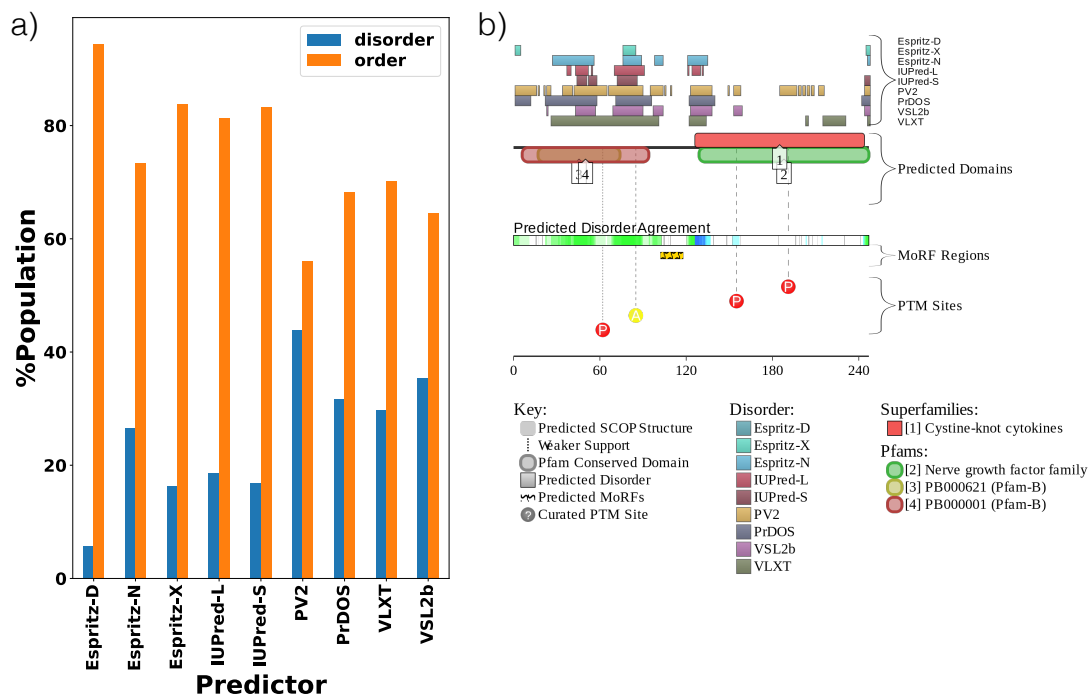 a)
disorder
order
%Population
80
60
40
20
0
Espritz-D
Espritz-N
Espritz-X
IUPred-L
IUPred-S
PV2
PrDOS
VLXT
VSL2b
Predictor
b)
Espritz-D
Espritz-X
Espritz-N
IUPred-L
IUPred-S
PV2
PrDOS
VSL2b
VLXT
1
2
4
Predicted Domains
Predicted Disorder Agreement
MoRF Regions
P
A
P
P
PTM Sites
0 60 120 180 240
Key:
Predicted SCOP Structure
Weaker Support
Pfam Conserved Domain
Predicted Disorder
Predicted MoRFs
? Curated PTM Site
Disorder:
Espritz-D
Espritz-X
Espritz-N
IUPred-L
IUPred-S
PV2
PrDOS
VSL2b
VLXT
Superfamilies:
[1] Cystine-knot cytokines
Pfams:
[2] Nerve growth factor family
[3] PB000621 (Pfam-B)
[4] PB000001 (Pfam-B)